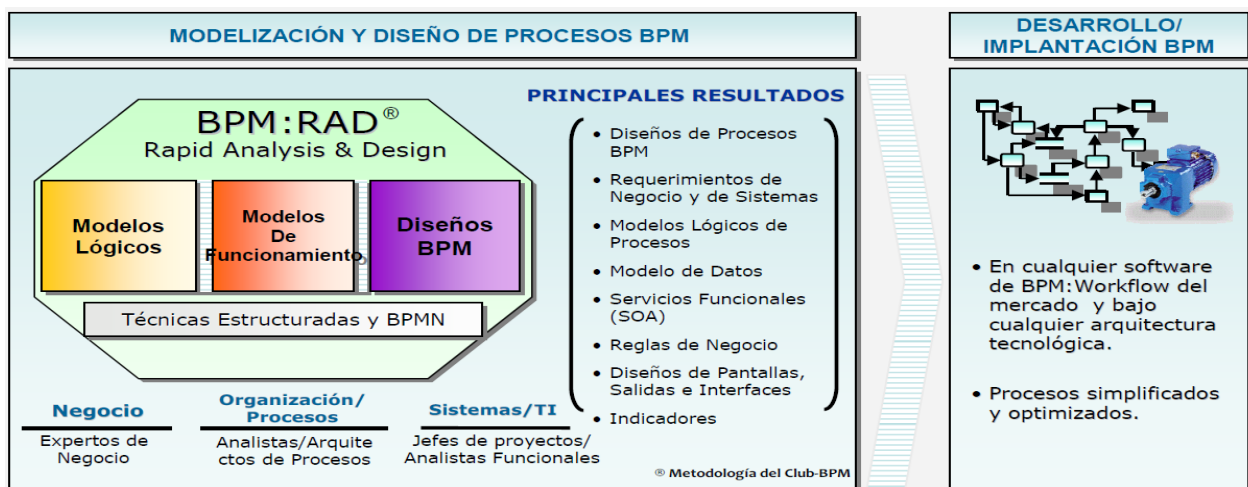 MODELIZACIÓN Y DISEÑO DE PROCESOS BPM
BPM:RAD®
Rapid Analysis & Design
Modelos
Lógicos
Modelos
De
Funcionamiento
Diseños
BPM
Técnicas Estructuradas y BPMN
Negocio
Expertos de
Negocio
Organización/
Procesos
Analistas/Arquite
ctos de Procesos
Sistemas/TI
Jefes de proyectos/
Analistas Funcionales
PRINCIPALES RESULTADOS
• Diseños de Procesos
BPM
• Requerimientos de
Negocio y de Sistemas
• Modelos Lógicos de
Procesos
• Modelo de Datos
• Servicios Funcionales
(SOA)
• Reglas de Negocio
• Diseños de Pantallas,
Salidas e Interfaces
• Indicadores
® Metodología del Club-BPM
DESARROLLO/
IMPLANTACIÓN BPM
• En cualquier software
de BPM:Workflow del
mercado y bajo
cualquier arquitectura
tecnológica.
• Procesos simplificados
y optimizados.